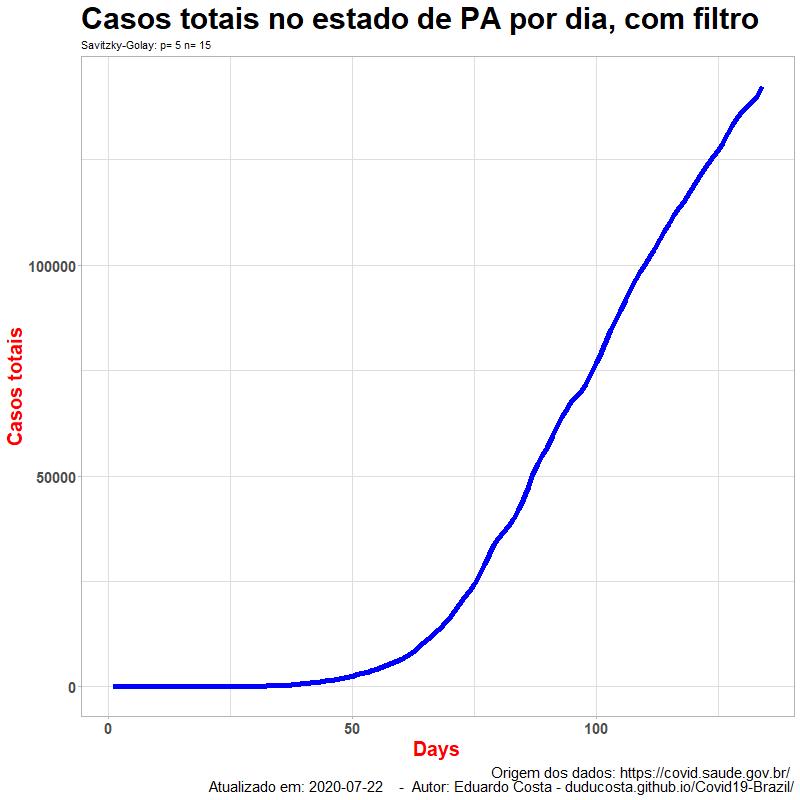 Casos totais no estado de PA por dia, com filtro
Savitzky-Golay: p= 5 n= 15
Casos totais
100000
50000
0
0 50 100
Days
Origem dos dados: https://covid.saude.gov.br/
Atualizado em: 2020-07-22 - Autor: Eduardo Costa - duducosta.github.io/Covid19-Brazil/